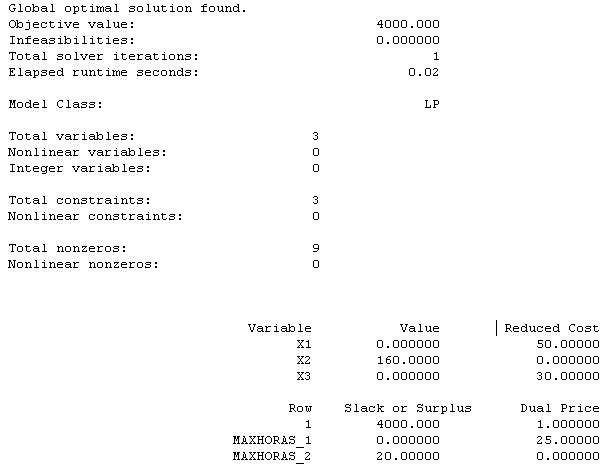 Global optimal solution found.
Objective value: 4000.000
Infeasibilities: 0.000000
Total solver iterations: 1
Elapsed runtime seconds: 0.02
Model Class: LP
Total variables: 3
Nonlinear variables: 0
Integer variables: 0
Total constraints: 3
Nonlinear constraints: 0
Total nonzeros: 9
Nonlinear nonzeros: 0
Variable Value Reduced Cost
X1 0.000000 50.00000
X2 160.0000 0.000000
X3 0.000000 30.00000
Row Slack or Surplus Dual Price
1 4000.000 1.000000
MAXHORAS_1 0.000000 25.00000
MAXHORAS_2 20.00000 0.000000